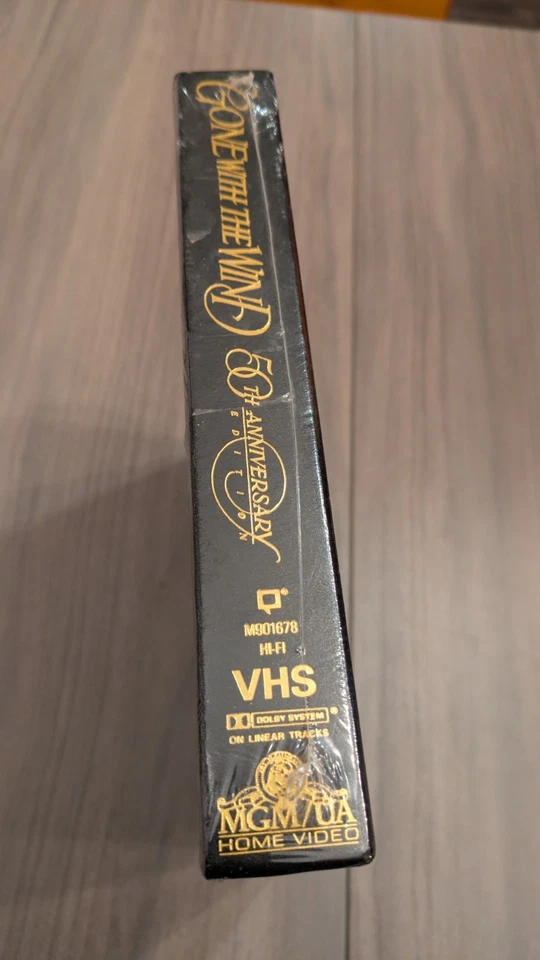 GONE WITH THE WIND
50TH ANNIVERSARY
EDITION
®
M901678
HI-FI
VHS
DOLBY SYSTEM®
ON LINEAR TRACKS
MGM/UA
HOME VIDEO